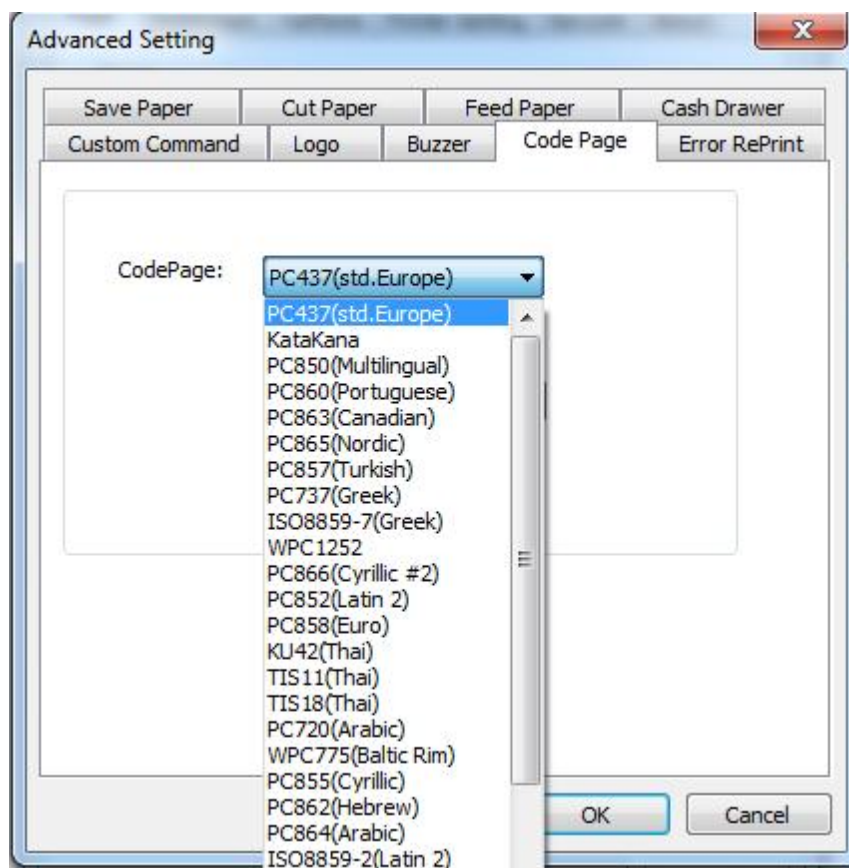 Advanced Setting
Save Paper
Cut Paper
Feed Paper
Cash Drawer
Custom Command
Logo
Buzzer
Code Page
Error RePrint
CodePage:
PC437(std.Europe)
PC437(std.Europe)
KataKana
PC850(Multilingual)
PC860(Portuguese)
PC863(Canadian)
PC865(Nordic)
PC857(Turkish)
PC737(Greek)
ISO8859-7(Greek)
WPC1252
PC866(Cyrillic #2)
PC852(Latin 2)
PC858(Euro)
KU42(Thai)
TIS11(Thai)
TIS18(Thai)
PC720(Arabic)
WPC775(Baltic Rim)
PC855(Cyrillic)
PC862(Hebrew)
PC864(Arabic)
ISO8859-2(Latin 2)
OK
Cancel